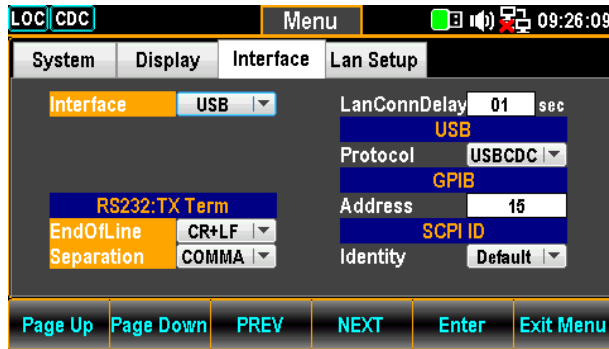 LOC CDC Menu 09:26:09
System Display Interface Lan Setup
Interface USB LanConnDelay 01 sec
USB
Protocol USBCDC
GPIB
RS232:TX Term Address 15
EndOfLine CR+LF SCPI ID
Separation COMMA Identity Default
Page Up Page Down PREV NEXT Enter Exit Menu